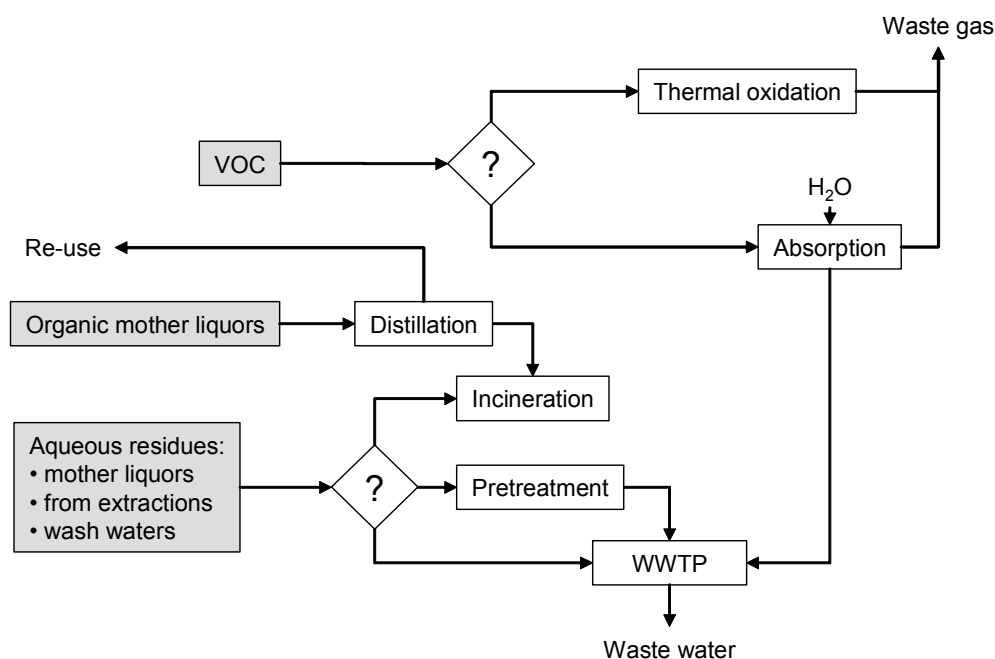 Waste gas
Thermal oxidation
VOC
?
H₂O
Re-use
Absorption
Organic mother liquors
Distillation
Incineration
Aqueous residues:
• mother liquors
• from extractions
• wash waters
?
Pretreatment
WWTP
Waste water